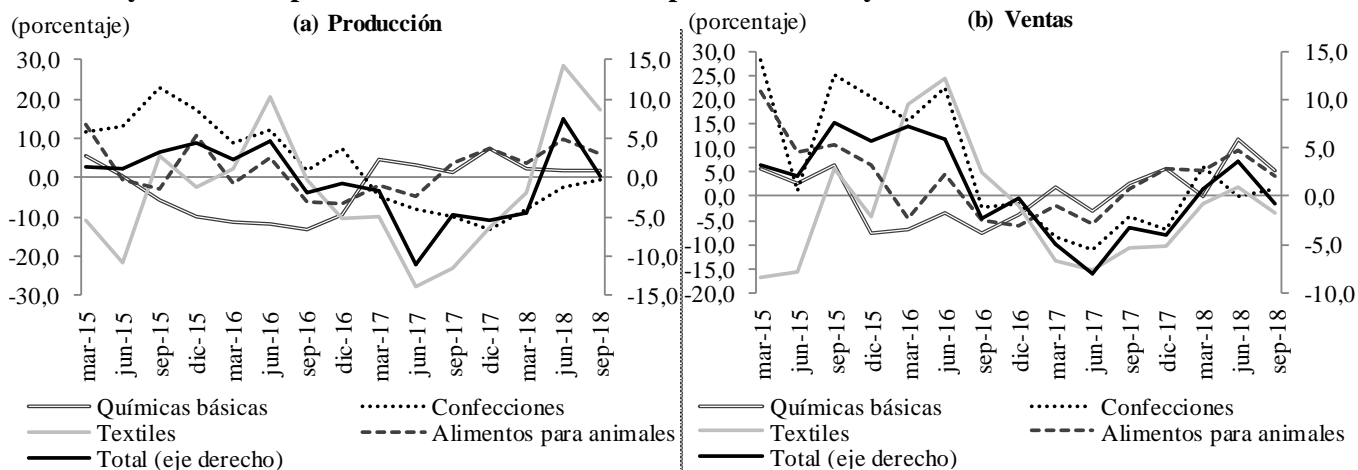 (porcentaje)
(a) Producción
30,0
20,0
10,0
0,0
-10,0
-20,0
-30,0
15,0
10,0
5,0
0,0
-5,0
-10,0
-15,0
mar-15
jun-15
sep-15
dic-15
mar-16
jun-16
sep-16
dic-16
mar-17
jun-17
sep-17
dic-17
mar-18
jun-18
sep-18
Químicas básicas
Confecciones
Textiles
Alimentos para animales
Total (eje derecho)
(porcentaje)
(b) Ventas
30,0
25,0
20,0
15,0
10,0
5,0
0,0
-5,0
-10,0
-15,0
-20,0
15,0
10,0
5,0
0,0
-5,0
-10,0
mar-15
jun-15
sep-15
dic-15
mar-16
jun-16
sep-16
dic-16
mar-17
jun-17
sep-17
dic-17
mar-18
jun-18
sep-18
Químicas básicas
Confecciones
Textiles
Alimentos para animales
Total (eje derecho)